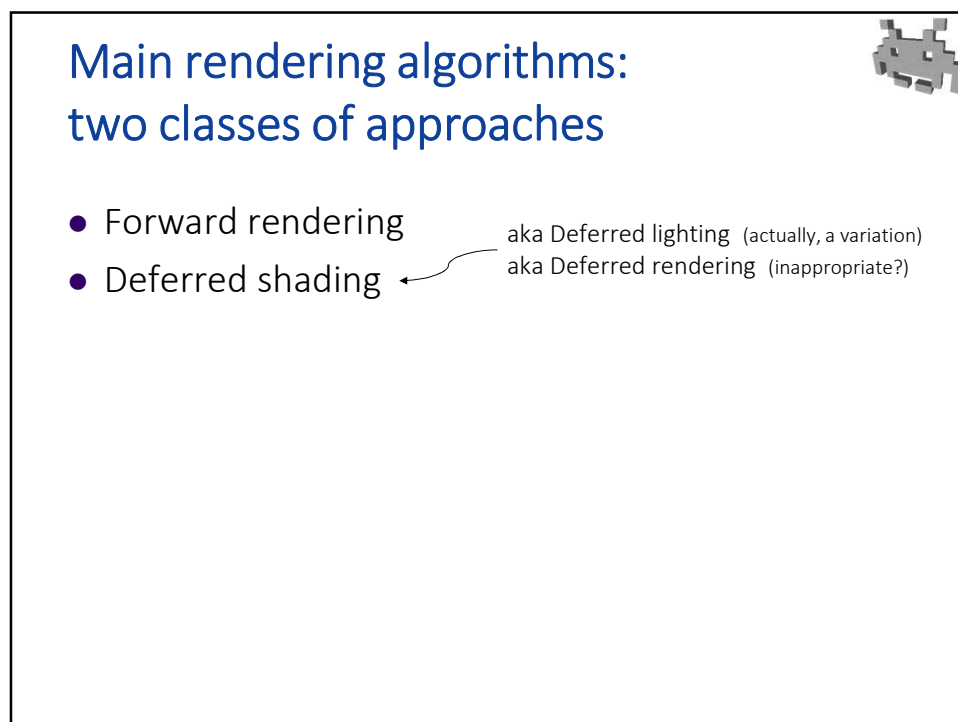 Main rendering algorithms:
two classes of approaches
● Forward rendering
● Deferred shading
aka Deferred lighting (actually, a variation)
aka Deferred rendering (inappropriate?)